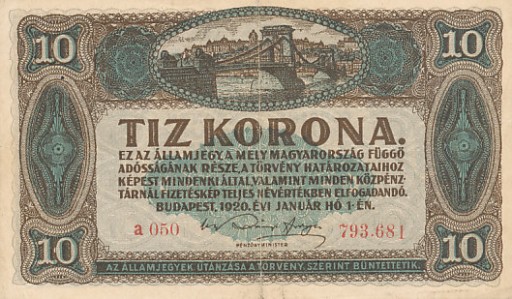 10 10
TIZ KORONA.
EZ AZ ÁLLAMJEGY, A MELY MAGYARORSZÁG FÜGGŐ
ADÓSSÁGÁNAK RÉSZE, A TÖRVÉNY HATÁROZATAIHOZ
KÉPEST MINDENKI ÁLTAL, VALAMINT MINDEN KÖZPÉNZ-
TÁRNÁL FIZETÉSKÉP TELJES NÉVÉRTÉKBEN ELFOGADANDÓ.
BUDAPEST, 1920. ÉVI JANUÁR HÓ 1-ÉN.
a 050 793.681
PÉNZÜGYMINISTER
10 10
AZ ÁLLAMJEGYEK UTÁNZÁSA A TÖRVÉNY SZERINT BÜNTETTETIK.